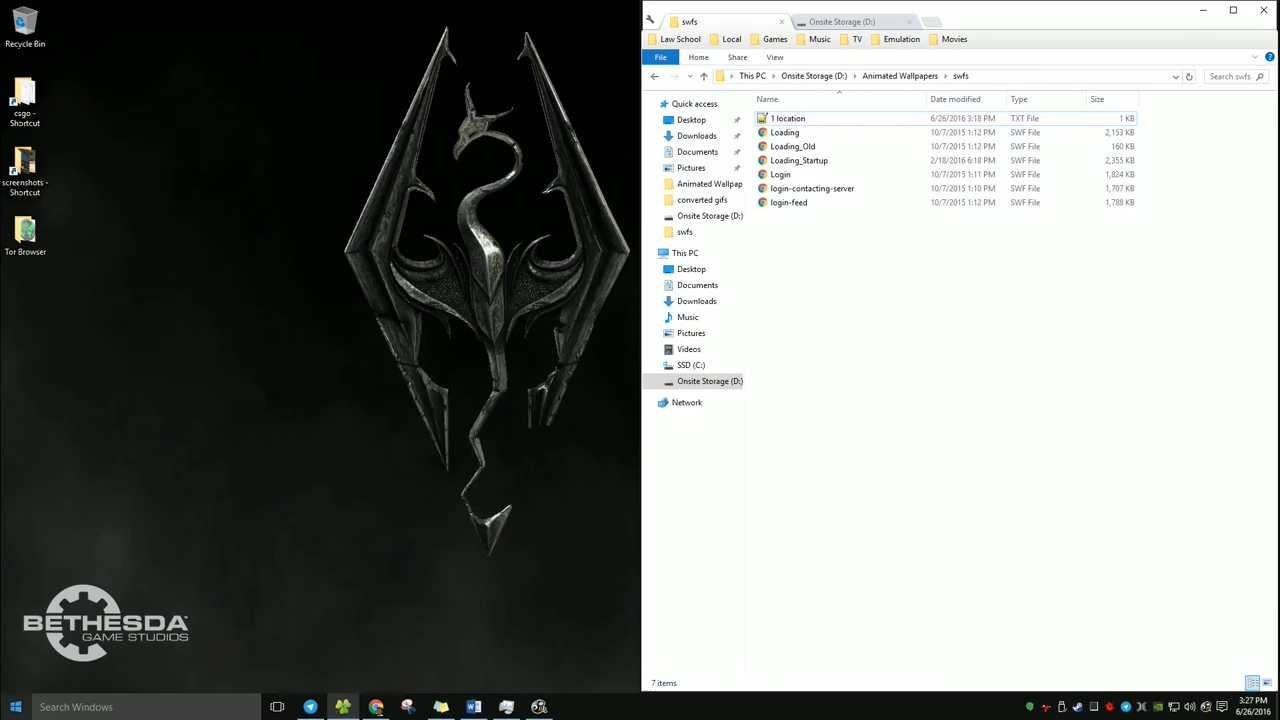 Recycle Bin
csgo -
Shortcut
screenshots -
Shortcut
Tor Browser
BETHESDA
GAME STUDIOS
swfs
Onsite Storage (D:)
Law School
Local
Games
Music
TV
Emulation
Movies
File
Home
Share
View
This PC
Onsite Storage (D:)
Animated Wallpapers
swfs
Search swfs
Name
Date modified
Type
Size
1 location 6/26/2016 3:18 PM TXT File 1 KB
Loading 10/7/2015 1:12 PM SWF File 2,153 KB
Loading_Old 10/7/2015 1:12 PM SWF File 160 KB
Loading_Startup 2/18/2016 6:18 PM SWF File 2,355 KB
Login 10/7/2015 1:11 PM SWF File 1,824 KB
login-contacting-server 10/7/2015 1:10 PM SWF File 1,707 KB
login-feed 10/7/2015 1:12 PM SWF File 1,788 KB
Quick access
Desktop
Downloads
Documents
Pictures
Animated Wallpap
converted gifs
Onsite Storage (D:)
swfs
This PC
Desktop
Documents
Downloads
Music
Pictures
Videos
SSD (C:)
Onsite Storage (D:)
Network
7 items
Search Windows
3:27 PM
6/26/2016